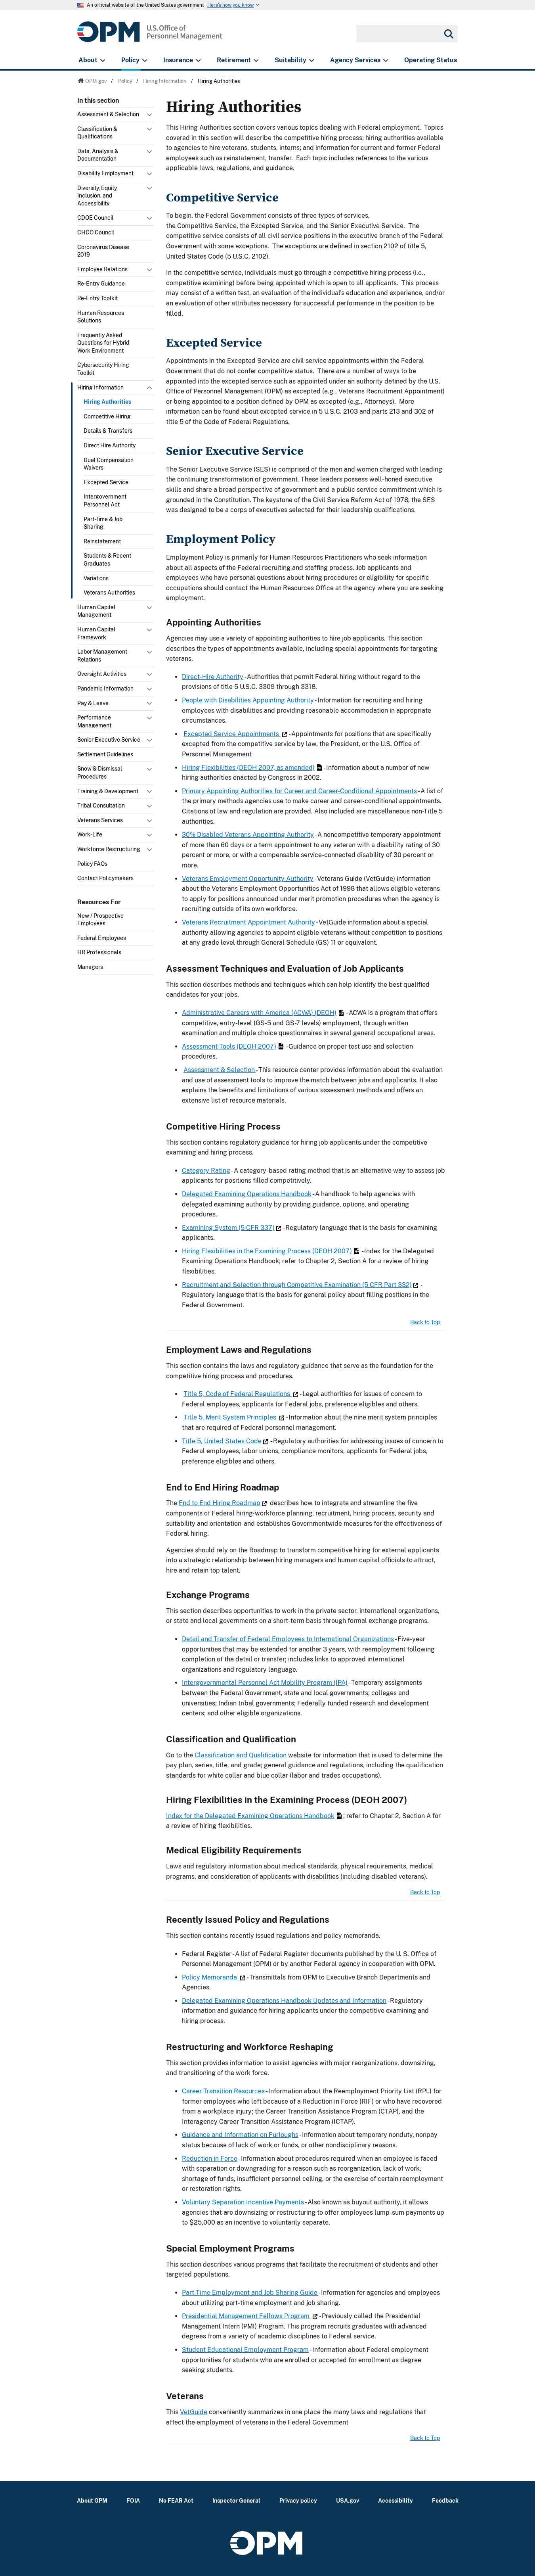 An official website of the United States government Here's how you know
OPM U.S. Office of
Personnel Management
About Policy Insurance Retirement Suitability Agency Services Operating Status
OPM.gov / Policy / Hiring Information / Hiring Authorities
In this section
Assessment & Selection
Classification &
Qualifications
Data, Analysis &
Documentation
Disability Employment
Diversity, Equity,
Inclusion, and
Accessibility
CDOE Council
CHCO Council
Coronavirus Disease
2019
Employee Relations
Re-Entry Guidance
Re-Entry Toolkit
Human Resources
Solutions
Frequently Asked
Questions for Hybrid
Work Environment
Cybersecurity Hiring
Toolkit
Hiring Information
Hiring Authorities
Competitive Hiring
Details & Transfers
Direct Hire Authority
Dual Compensation
Waivers
Excepted Service
Intergovernment
Personnel Act
Part-Time & Job
Sharing
Reinstatement
Students & Recent
Graduates
Variations
Veterans Authorities
Human Capital
Management
Human Capital
Framework
Labor Management
Relations
Oversight Activities
Pandemic Information
Pay & Leave
Performance
Management
Senior Executive Service
Settlement Guidelines
Snow & Dismissal
Procedures
Training & Development
Tribal Consultation
Veterans Services
Work-Life
Workforce Restructuring
Policy FAQs
Contact Policymakers
Resources For
New / Prospective
Employees
Federal Employees
HR Professionals
Managers
Hiring Authorities
This Hiring Authorities section covers various topics dealing with Federal employment. Topics
in this section will describe the competitive hiring process; applicable employment laws,
regulations, and policies; student and intern programs; and information for current and former
employees such as reinstatement, transfer. Each topic includes references to the various
applicable laws, regulations, and guidance.
Competitive Service
To begin, the Federal Government consists of three types of services,
the Competitive Service, the Excepted Service, and the Senior Executive Service. The
competitive service consists of all civil service positions in the executive branch of the Federal
Government with some exceptions. The exceptions are defined in section 2102 of title 5,
United States Code (5 U.S.C. 2102).
In the competitive service, individuals must go through a competitive hiring process (i.e.,
competitive examining) before being appointed which is open to all applicants. This process
may consist of a written test, an evaluation of the individual's education and experience, and/or
an evaluation of other attributes necessary for successful performance in the position to be
filled.
Excepted Service
Appointments in the Excepted Service are civil service appointments within the Federal
Government that do not confer competitive status. There are a number of ways to be
appointed into the excepted service such as appointed under an authority defined by the U.S.
Office of Personnel Management (OPM) as excepted (e.g., Veterans Recruitment Appointment)
or being appointed to a position defined by OPM as excepted (e.g., Attorneys). More
information can be found about excepted service in 5 U.S.C. 2103 and parts 213 and 302 of
title 5 of the Code of Federal Regulations.
Senior Executive Service
The Senior Executive Service (SES) is comprised of the men and women charged with leading
the continuing transformation of government. These leaders possess well-honed executive
skills and share a broad perspective of government and a public service commitment which is
grounded in the Constitution. The keystone of the Civil Service Reform Act of 1978, the SES
was designed to be a corps of executives selected for their leadership qualifications.
Employment Policy
Employment Policy is primarily for Human Resources Practitioners who seek information
about all aspects of the Federal recruiting and staffing process. Individual applicants and
employees who have personal questions about hiring procedures or eligibility for specific
occupations should contact the Human Resources Office at the agency where you are seeking
employment.
Appointing Authorities
Agencies may use a variety of appointing authorities to hire job applicants. This section
describes a number of types of appointments available to employers, including appointing
veterans.
Direct-Hire Authority - Authorities that permit Federal hiring without regard to the
provisions of title 5 U.S.C. 3309 through 3318.
People with Disabilities Appointing Authority - Information for recruiting and hiring
employees with disabilities and providing reasonable accommodation in appropriate
circumstances.
Excepted Service Appointments - Appointments for positions that are specifically
excepted from the competitive service by law, the President, or the U.S. Office of
Personnel Management
Hiring Flexibilities (DEOH 2007, as amended) - Information about a number of new
hiring authorities enacted by Congress in 2002.
Primary Appointing Authorities for Career and Career-Conditional Appointments - A list of
the primary methods agencies use to make career and career-conditional appointments.
Citations of law and regulation are provided. Also included are miscellaneous non-Title 5
authorities.
30% Disabled Veterans Appointing Authority - A noncompetitive temporary appointment
of more than 60 days or a term appointment to any veteran with a disability rating of 30
percent or more, or with a compensable service-connected disability of 30 percent or
more.
Veterans Employment Opportunity Authority - Veterans Guide (VetGuide) information
about the Veterans Employment Opportunities Act of 1998 that allows eligible veterans
to apply for positions announced under merit promotion procedures when the agency is
recruiting outside of its own workforce.
Veterans Recruitment Appointment Authority - VetGuide information about an special
authority allowing agencies to appoint eligible veterans without competition to positions
at any grade level through General Schedule (GS) 11 or equivalent.
Assessment Techniques and Evaluation of Job Applicants
This section describes methods and techniques which can help identify the best qualified
candidates for your jobs.
Administrative Careers with America (ACWA) (DEOH) - ACWA is a program that offers
competitive, entry-level (GS-5 and GS-7 levels) employment, through written
examination and multiple choice questionnaires in several general occupational areas.
Assessment Tools (DEOH 2007) - Guidance on proper test use and selection
procedures.
Assessment & Selection - This resource center provides information about the evaluation
and use of assessment tools to improve the match between jobs and applicants. It also
explains the benefits and limitations of various assessment methods, and offers an
extensive list of resource materials.
Competitive Hiring Process
This section contains regulatory guidance for hiring job applicants under the competitive
examining and hiring process.
Category Rating - A category-based rating method that is an alternative way to assess job
applicants for positions filled competitively.
Delegated Examining Operations Handbook - A handbook to help agencies with
delegated examining authority by providing guidance, options, and operating
procedures.
Examining System (5 CFR 337) - Regulatory language that is the basis for examining
applicants.
Hiring Flexibilities in the Examining Process (DEOH 2007) - Index for the Delegated
Examining Operations Handbook; refer to Chapter 2, Section A for a review of hiring
flexibilities.
Recruitment and Selection through Competitive Examination (5 CFR Part 332) -
Regulatory language that is the basis for general policy about filling positions in the
Federal Government.
Back to Top
Employment Laws and Regulations
This section contains the laws and regulatory guidance that serves as the foundation for the
competitive hiring process and procedures.
Title 5, Code of Federal Regulations - Legal authorities for issues of concern to
Federal employees, applicants for Federal jobs, preference eligibles and others.
Title 5, Merit System Principles - Information about the nine merit system principles
that are required of Federal personnel management.
Title 5, United States Code - Regulatory authorities for addressing issues of concern to
Federal employees, labor unions, compliance monitors, applicants for Federal jobs,
preference eligibles and others.
End to End Hiring Roadmap
The End to End Hiring Roadmap describes how to integrate and streamline the five
components of Federal hiring-workforce planning, recruitment, hiring process, security and
suitability and orientation-and establishes Governmentwide measures for the effectiveness of
Federal hiring.
Agencies should rely on the Roadmap to transform competitive hiring for external applicants
into a strategic relationship between hiring managers and human capital officials to attract,
hire and retain top talent.
Exchange Programs
This section describes opportunities to work in the private sector, international organizations,
or state and local governments on a short-term basis through formal exchange programs.
Detail and Transfer of Federal Employees to International Organizations - Five-year
opportunities that may be extended for another 3 years, with reemployment following
completion of the detail or transfer; includes links to approved international
organizations and regulatory language.
Intergovernmental Personnel Act Mobility Program (IPA) - Temporary assignments
between the Federal Government, state and local governments; colleges and
universities; Indian tribal governments; Federally funded research and development
centers; and other eligible organizations.
Classification and Qualification
Go to the Classification and Qualification website for information that is used to determine the
pay plan, series, title, and grade; general guidance and regulations, including the qualification
standards for white collar and blue collar (labor and trades occupations).
Hiring Flexibilities in the Examining Process (DEOH 2007)
Index for the Delegated Examining Operations Handbook ; refer to Chapter 2, Section A for
a review of hiring flexibilities.
Medical Eligibility Requirements
Laws and regulatory information about medical standards, physical requirements, medical
programs, and consideration of applicants with disabilities (including disabled veterans).
Back to Top
Recently Issued Policy and Regulations
This section contains recently issued regulations and policy memoranda.
Federal Register - A list of Federal Register documents published by the U. S. Office of
Personnel Management (OPM) or by another Federal agency in cooperation with OPM.
Policy Memoranda - Transmittals from OPM to Executive Branch Departments and
Agencies.
Delegated Examining Operations Handbook Updates and Information - Regulatory
information and guidance for hiring applicants under the competitive examining and
hiring process.
Restructuring and Workforce Reshaping
This section provides information to assist agencies with major reorganizations, downsizing,
and transitioning of the work force.
Career Transition Resources - Information about the Reemployment Priority List (RPL) for
former employees who left because of a Reduction in Force (RIF) or who have recovered
from a workplace injury; the Career Transition Assistance Program (CTAP), and the
Interagency Career Transition Assistance Program (ICTAP).
Guidance and Information on Furloughs - Information about temporary nonduty, nonpay
status because of lack of work or funds, or other nondisciplinary reasons.
Reduction in Force - Information about procedures required when an employee is faced
with separation or downgrading for a reason such as reorganization, lack of work,
shortage of funds, insufficient personnel ceiling, or the exercise of certain reemployment
or restoration rights.
Voluntary Separation Incentive Payments - Also known as buyout authority, it allows
agencies that are downsizing or restructuring to offer employees lump-sum payments up
to $25,000 as an incentive to voluntarily separate.
Special Employment Programs
This section describes various programs that facilitate the recruitment of students and other
targeted populations.
Part-Time Employment and Job Sharing Guide - Information for agencies and employees
about utilizing part-time employment and job sharing.
Presidential Management Fellows Program - Previously called the Presidential
Management Intern (PMI) Program. This program recruits graduates with advanced
degrees from a variety of academic disciplines to Federal service.
Student Educational Employment Program - Information about Federal employment
opportunities for students who are enrolled or accepted for enrollment as degree
seeking students.
Veterans
This VetGuide conveniently summarizes in one place the many laws and regulations that
affect the employment of veterans in the Federal Government
Back to Top
About OPM FOIA No FEAR Act Inspector General Privacy policy USA.gov Accessibility Feedback
OPM